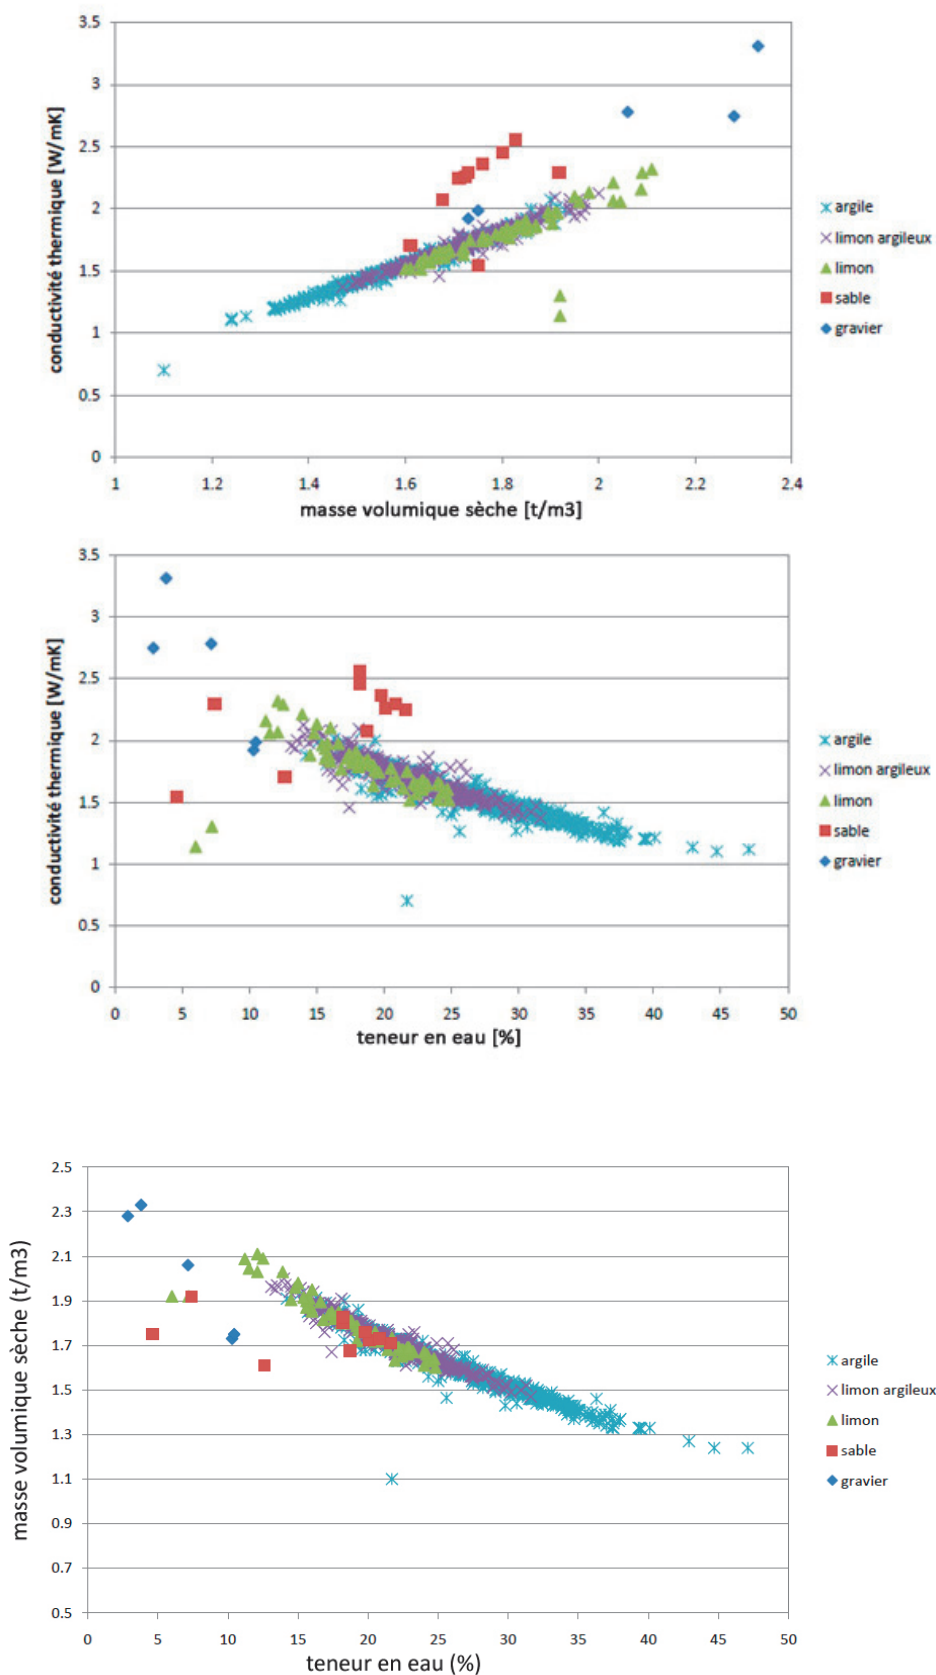 3.5
3
2.5
2
1.5
1
0.5
0
conductivité thermique [W/mK]
1 1.2 1.4 1.6 1.8 2 2.2 2.4
masse volumique sèche [t/m3]
argile
limon argileux
limon
sable
gravier
3.5
3
2.5
2
1.5
1
0.5
0
conductivité thermique [W/mK]
0 5 10 15 20 25 30 35 40 45 50
teneur en eau [%]
argile
limon argileux
limon
sable
gravier
2.5
2.3
2.1
1.9
1.7
1.5
1.3
1.1
0.9
0.7
0.5
masse volumique sèche (t/m3)
0 5 10 15 20 25 30 35 40 45 50
teneur en eau (%)
argile
limon argileux
limon
sable
gravier